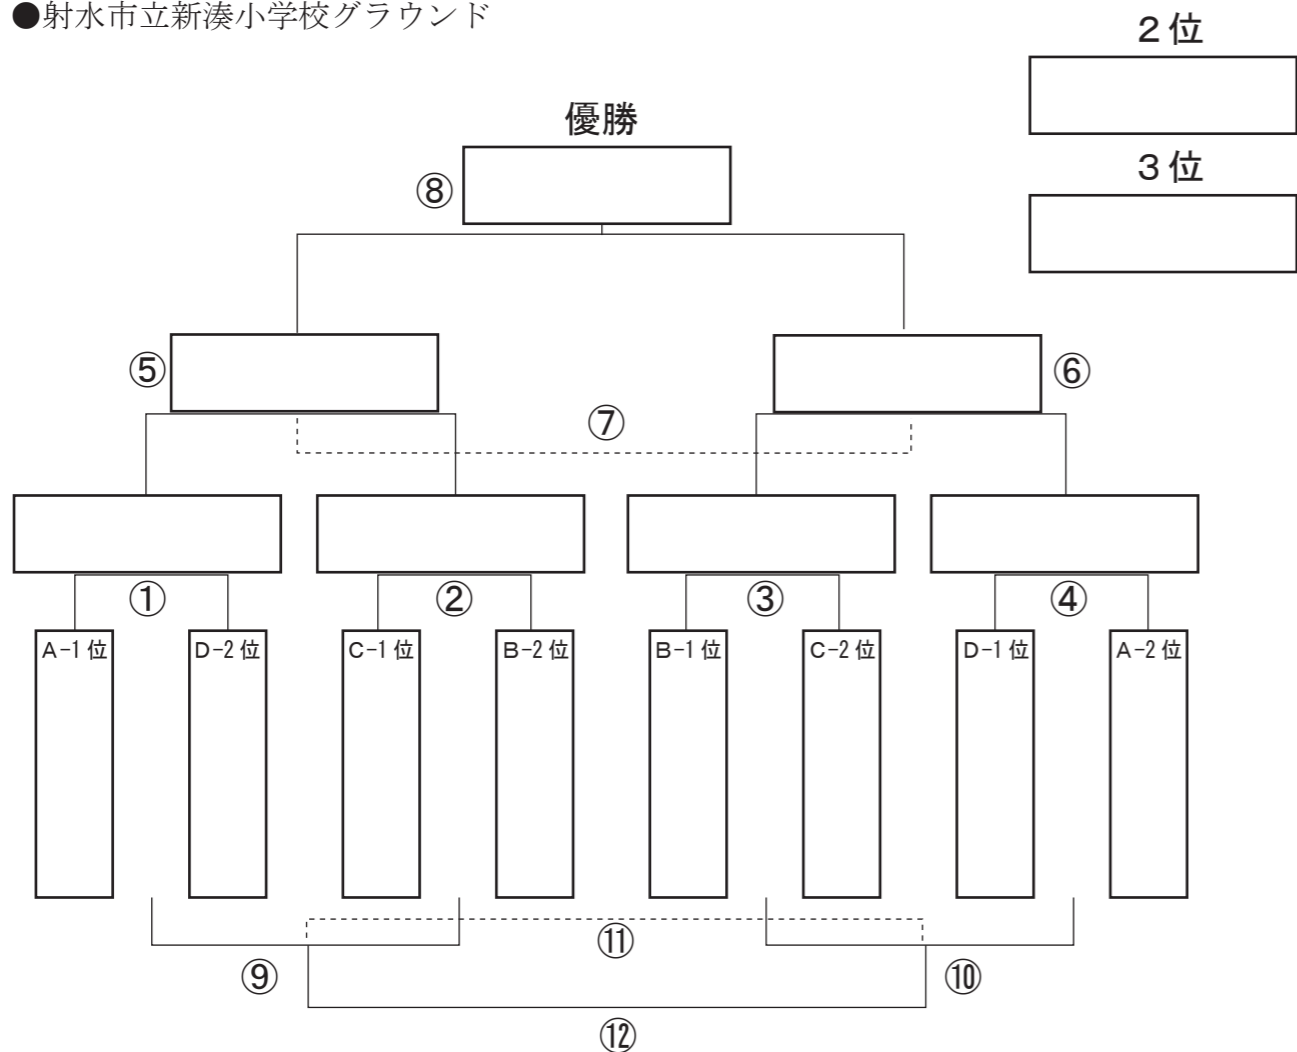 ●射水市立新湊小学校グラウンド
２位
優勝
３位
⑧
⑤
⑥
⑦
①
②
③
④
A-1 位
D-2 位
C-1 位
B-2 位
B-1 位
C-2 位
D-1 位
A-2 位
⑪
⑨
⑩
⑫